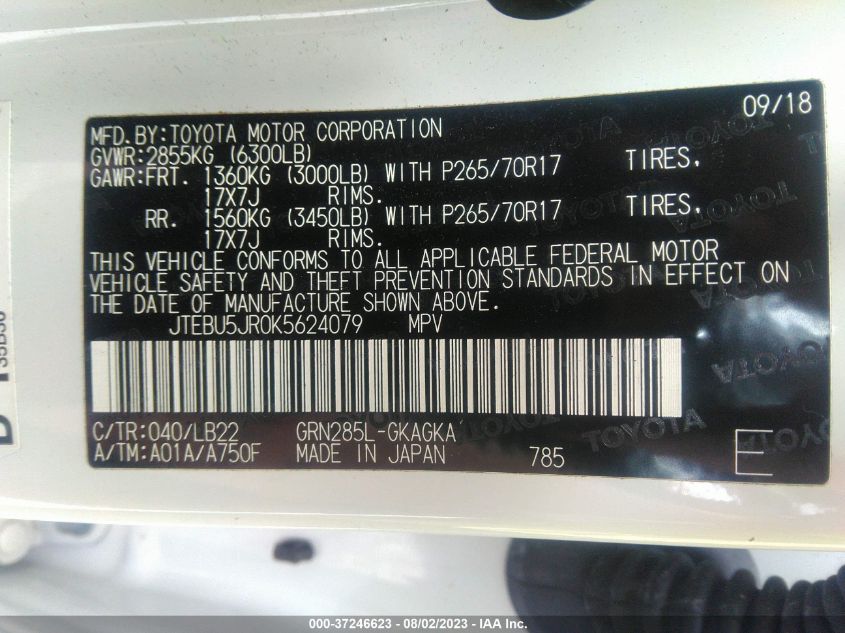 09/18
MFD.BY:TOYOTA MOTOR CORPORATION
GVWR:2855KG (6300LB)
GAWR:FRT. 1360KG (3000LB) WITH P265/70R17 TIRES,
17X7J RIMS.
RR. 1560KG (3450LB) WITH P265/70R17 TIRES,
17X7J RIMS.
THIS VEHICLE CONFORMS TO ALL APPLICABLE FEDERAL MOTOR
VEHICLE SAFETY AND THEFT PREVENTION STANDARDS IN EFFECT ON
THE DATE OF MANUFACTURE SHOWN ABOVE.
JTEBU5JR0K5624079 MPV
C/TR:040/LB22 GRN285L-GKAGKA
A/TM:A01A/A750F MADE IN JAPAN 785 E
TOYOTA
000-37246623 - 08/02/2023 - IAA Inc.